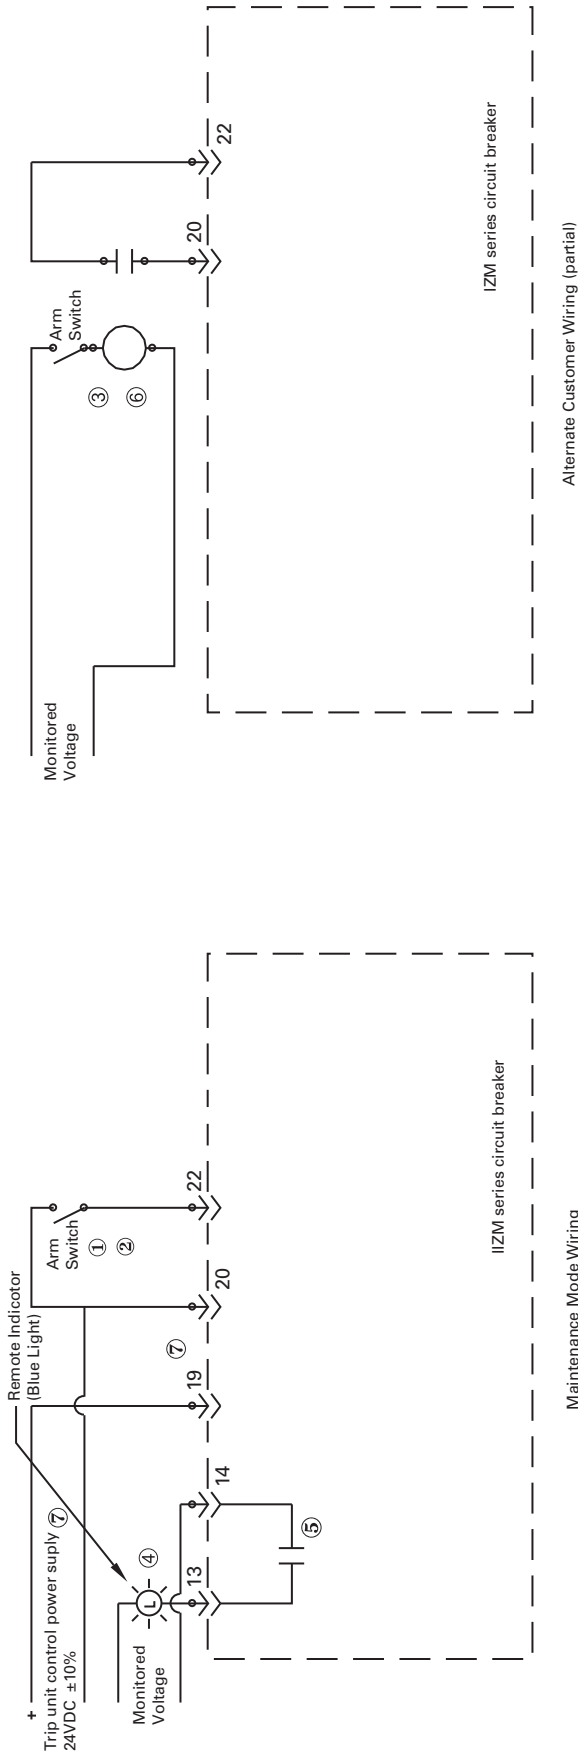 Remote Indicotor
(Blue Light)
+
Trip unit control power suply ⑦
24VDC ±10%
Monitored
Voltage
L
④
Arm
Switch
①
②
⑦
13
14
19
20
22
⑤
IIZM series circuit breaker
Maintenance Mode Wiring
Monitored
Voltage
Arm
Switch
③
⑥
20
22
IZM series circuit breaker
Alternate Customer Wiring (partial)